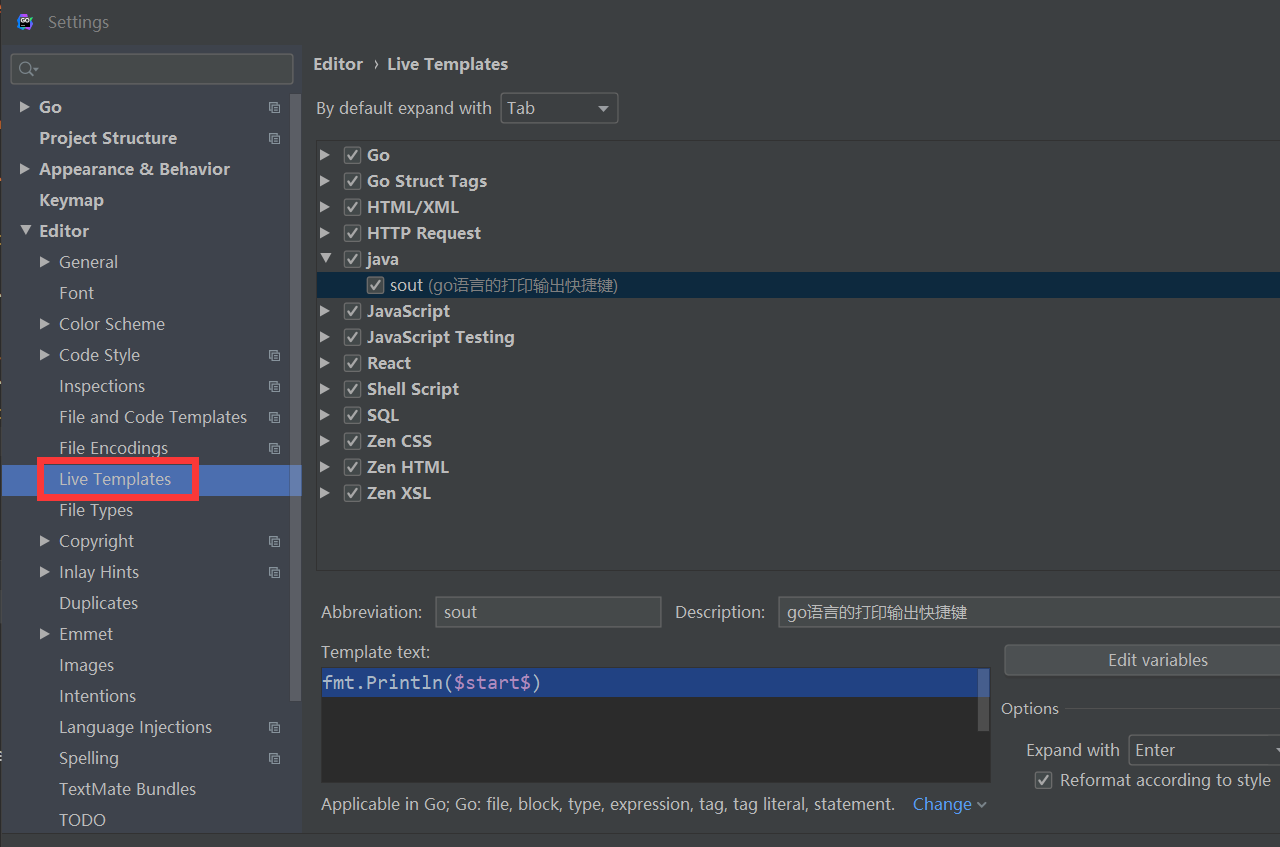 Settings
Go
Project Structure
Appearance & Behavior
Keymap
Editor
General
Font
Color Scheme
Code Style
Inspections
File and Code Templates
File Encodings
Live Templates
File Types
Copyright
Inlay Hints
Duplicates
Emmet
Images
Intentions
Language Injections
Spelling
TextMate Bundles
TODO
Editor › Live Templates
By default expand with Tab
Go
Go Struct Tags
HTML/XML
HTTP Request
java
sout (go语言的打印输出快捷键)
JavaScript
JavaScript Testing
React
Shell Script
SQL
Zen CSS
Zen HTML
Zen XSL
Abbreviation: sout Description: go语言的打印输出快捷键
Template text:
fmt.Println($start$)
Edit variables
Options
Expand with Enter
Reformat according to style
Applicable in Go; Go: file, block, type, expression, tag, tag literal, statement. Change